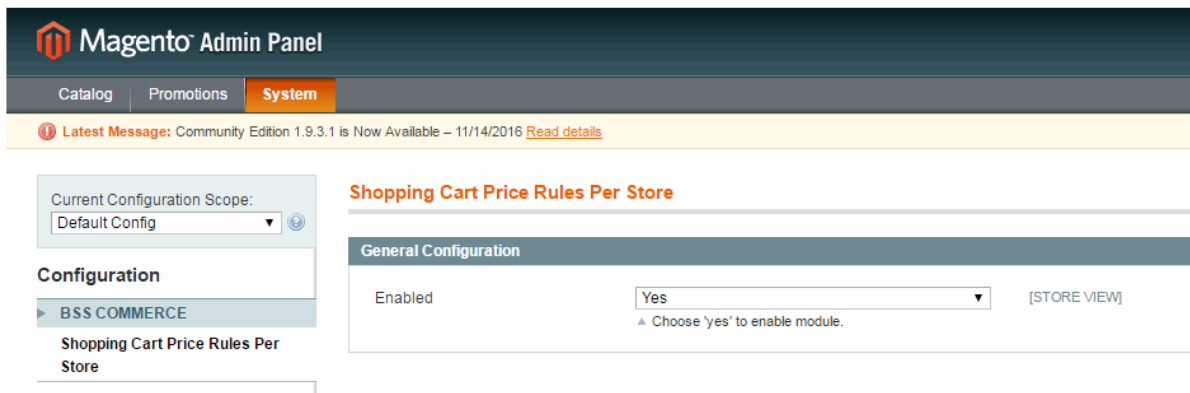 Magento Admin Panel
Catalog Promotions System
Latest Message: Community Edition 1.9.3.1 is Now Available – 11/14/2016 Read details
Current Configuration Scope:
Default Config
Configuration
BSS COMMERCE
Shopping Cart Price Rules Per
Store
Shopping Cart Price Rules Per Store
General Configuration
Enabled Yes [STORE VIEW]
Choose 'yes' to enable module.